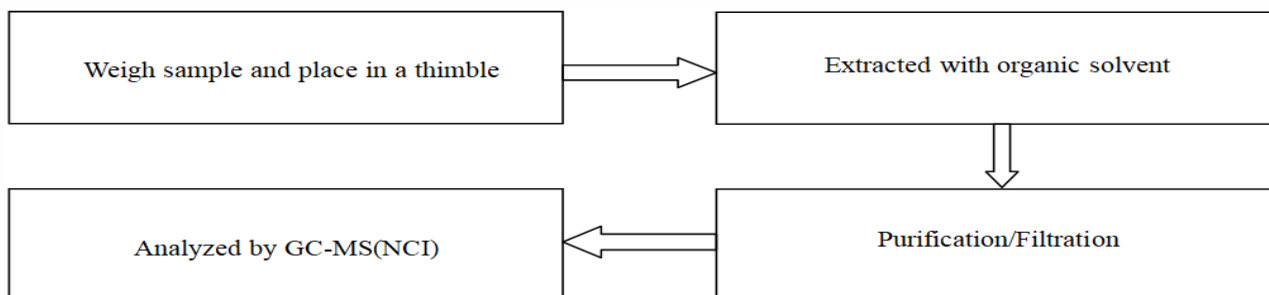 Weigh sample and place in a thimble
Extracted with organic solvent
Purification/Filtration
Analyzed by GC-MS(NCI)